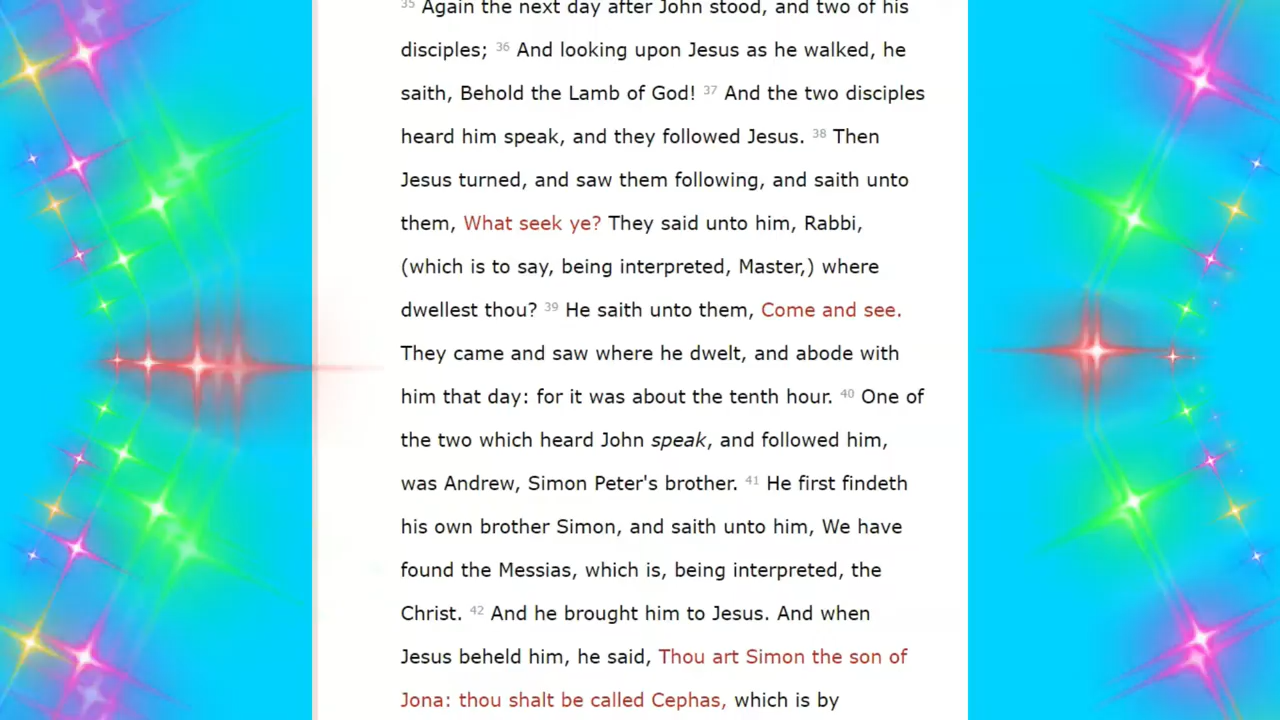 35 Again the next day after John stood, and two of his
disciples; 36 And looking upon Jesus as he walked, he
saith, Behold the Lamb of God! 37 And the two disciples
heard him speak, and they followed Jesus. 38 Then
Jesus turned, and saw them following, and saith unto
them, What seek ye? They said unto him, Rabbi,
(which is to say, being interpreted, Master,) where
dwellest thou? 39 He saith unto them, Come and see.
They came and saw where he dwelt, and abode with
him that day: for it was about the tenth hour. 40 One of
the two which heard John speak, and followed him,
was Andrew, Simon Peter's brother. 41 He first findeth
his own brother Simon, and saith unto him, We have
found the Messias, which is, being interpreted, the
Christ. 42 And he brought him to Jesus. And when
Jesus beheld him, he said, Thou art Simon the son of
Jona: thou shalt be called Cephas, which is by